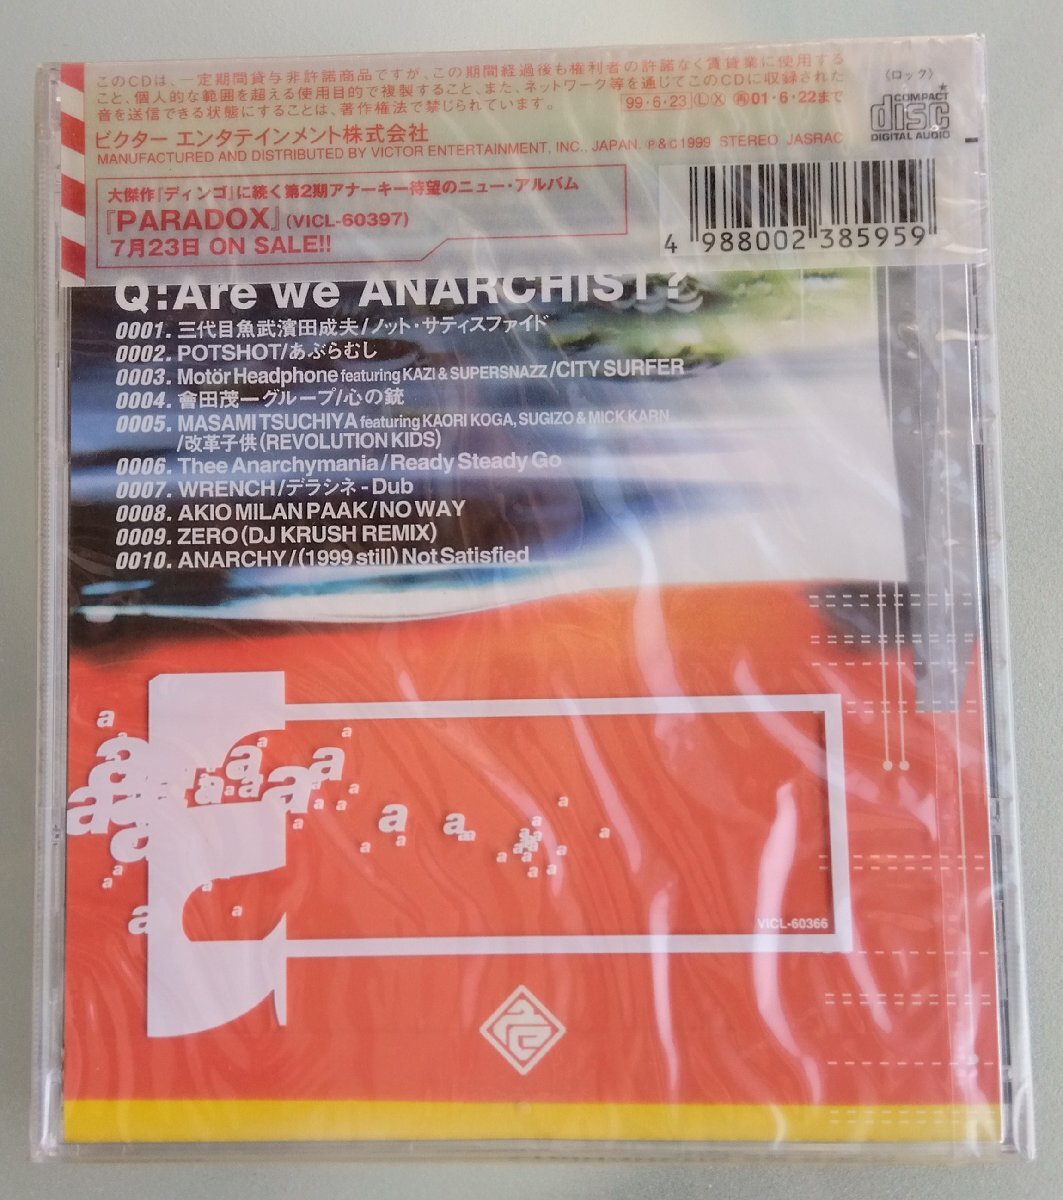 このCDは、一定期間貸与非許諾商品ですが、この期間経過後も権利者の許諾なく賃貸業に使用する
こと、個人的な範囲を超える使用目的で複製すること、また、ネットワーク等を通じてこのCDに収録された
音を送信できる状態にすることは、著作権法で禁じられています。
99・6・23 Ⓛ Ⓧ ㊢01・6・22まで
ビクター エンタテインメント株式会社
MANUFACTURED AND DISTRIBUTED BY VICTOR ENTERTAINMENT, INC., JAPAN. ℗&©1999 STEREO JASRAC
〈ロック〉
COMPACT
disc
DIGITAL AUDIO
大傑作『ディンゴ』に続く第2期アナーキー待望のニュー・アルバム
『PARADOX』(VICL-60397)
7月23日 ON SALE!!
4 988002 385959
Q:Are we ANARCHIST?
0001. 三代目魚武濱田成夫/ノット・サティスファイド
0002. POTSHOT/あぶらむし
0003. Motör Headphone featuring KAZI & SUPERSNAZZ/CITY SURFER
0004. 會田茂一グループ/心の銃
0005. MASAMI TSUCHIYA featuring KAORI KOGA, SUGIZO & MICK KARN
/改革子供(REVOLUTION KIDS)
0006. Thee Anarchymania/Ready Steady Go
0007. WRENCH/デラシネ-Dub
0008. AKIO MILAN PAAK/NO WAY
0009. ZERO(DJ KRUSH REMIX)
0010. ANARCHY/(1999 still) Not Satisfied
VICL-60366